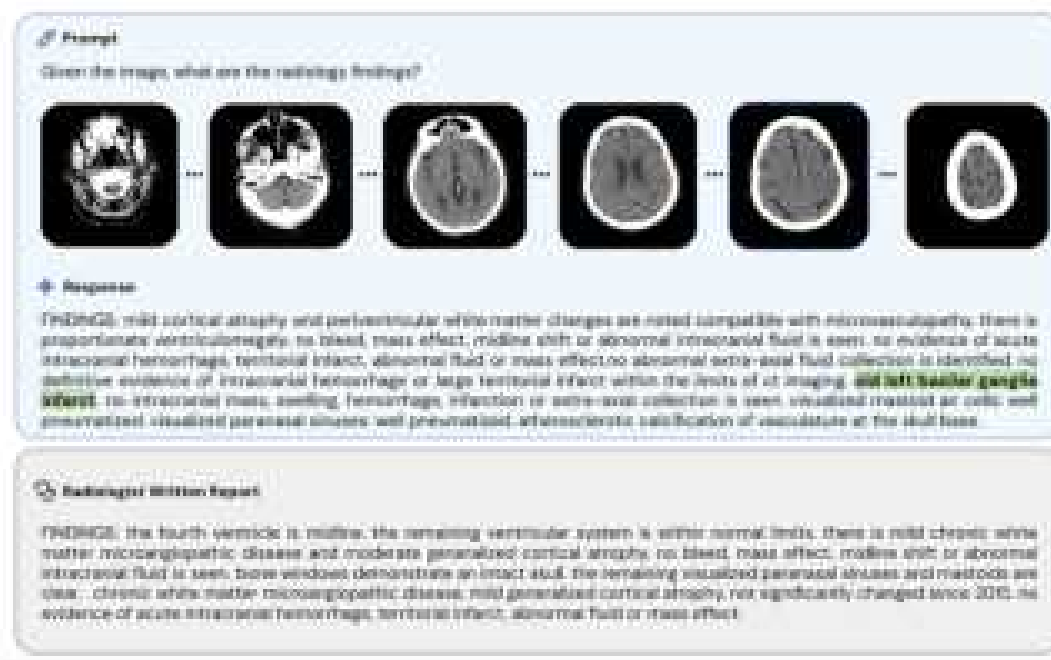 Prompt
Given the image, what are the radiology findings?
Response
FINDINGS: mild cortical atrophy and periventricular white matter changes are noted compatible with microvasculopathy. there is
proportionate ventriculomegaly. no bleed, mass effect, midline shift or abnormal intracranial fluid is seen. no evidence of acute
intracranial hemorrhage, territorial infarct, abnormal fluid or mass effect.no abnormal extra-axial fluid collection is identified. no
definitive evidence of intracranial hemorrhage or large territorial infarct within the limits of ct imaging. old left basilar ganglia
infarct. no intracranial mass, swelling, hemorrhage, infarction or extra-axial collection is seen. visualized mastoid air cells well
pneumatized. visualized paranasal sinuses well pneumatized. atherosclerotic calcification of vasculature at the skull base.
Radiologist Written Report
FINDINGS: the fourth ventricle is midline. the remaining ventricular system is within normal limits. there is mild chronic white
matter microangiopathic disease and moderate generalized cortical atrophy. no bleed, mass effect, midline shift or abnormal
intracranial fluid is seen. bone windows demonstrate an intact skull. the remaining visualized paranasal sinuses and mastoids are
clear. chronic white matter microangiopathic disease, mild generalized cortical atrophy, not significantly changed since 2010. no
evidence of acute intracranial hemorrhage, territorial infarct, abnormal fluid or mass effect.